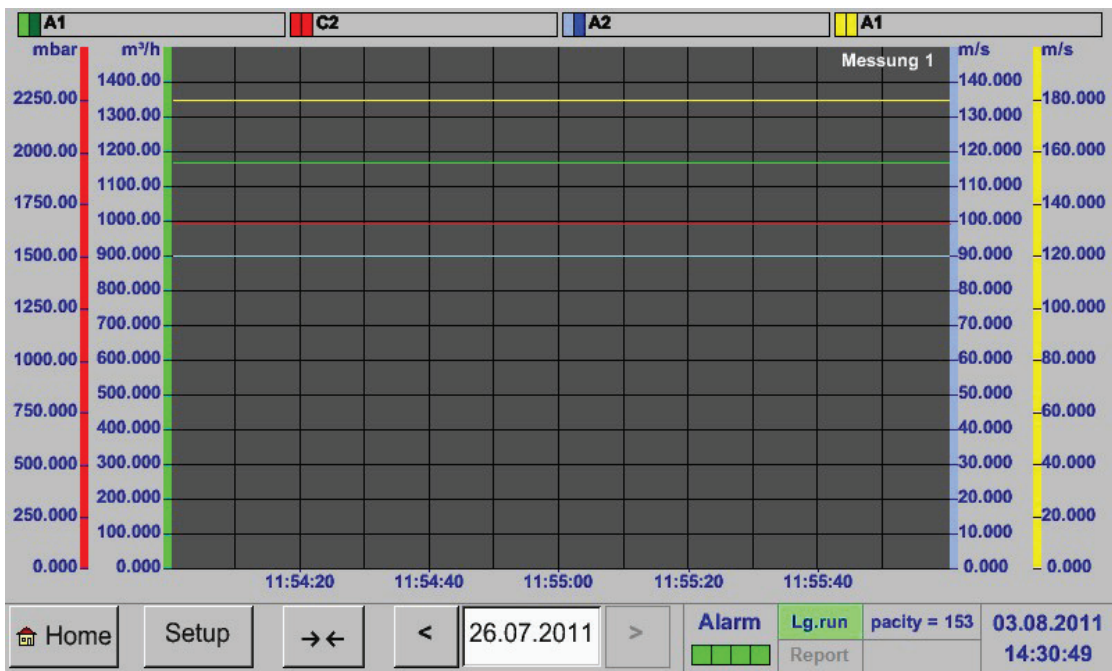 A1 C2 A2 A1
mbar m³/h m/s m/s
Messung 1
1400.00 140.000
2250.00 180.000
1300.00 130.000
2000.00 1200.00 120.000 160.000
1100.00 110.000
1750.00 140.000
1000.00 100.000
1500.00 900.000 90.000 120.000
800.000 80.000
1250.00 100.000
700.000 70.000
1000.00 600.000 60.000 80.000
500.000 50.000
750.000 60.000
400.000 40.000
500.000 300.000 30.000 40.000
200.000 20.000
250.000 20.000
100.000 10.000
0.000 0.000 0.000 0.000
11:54:20 11:54:40 11:55:00 11:55:20 11:55:40
Home Setup →← < 26.07.2011 > Alarm Lg.run pacity = 153 03.08.2011
Report 14:30:49